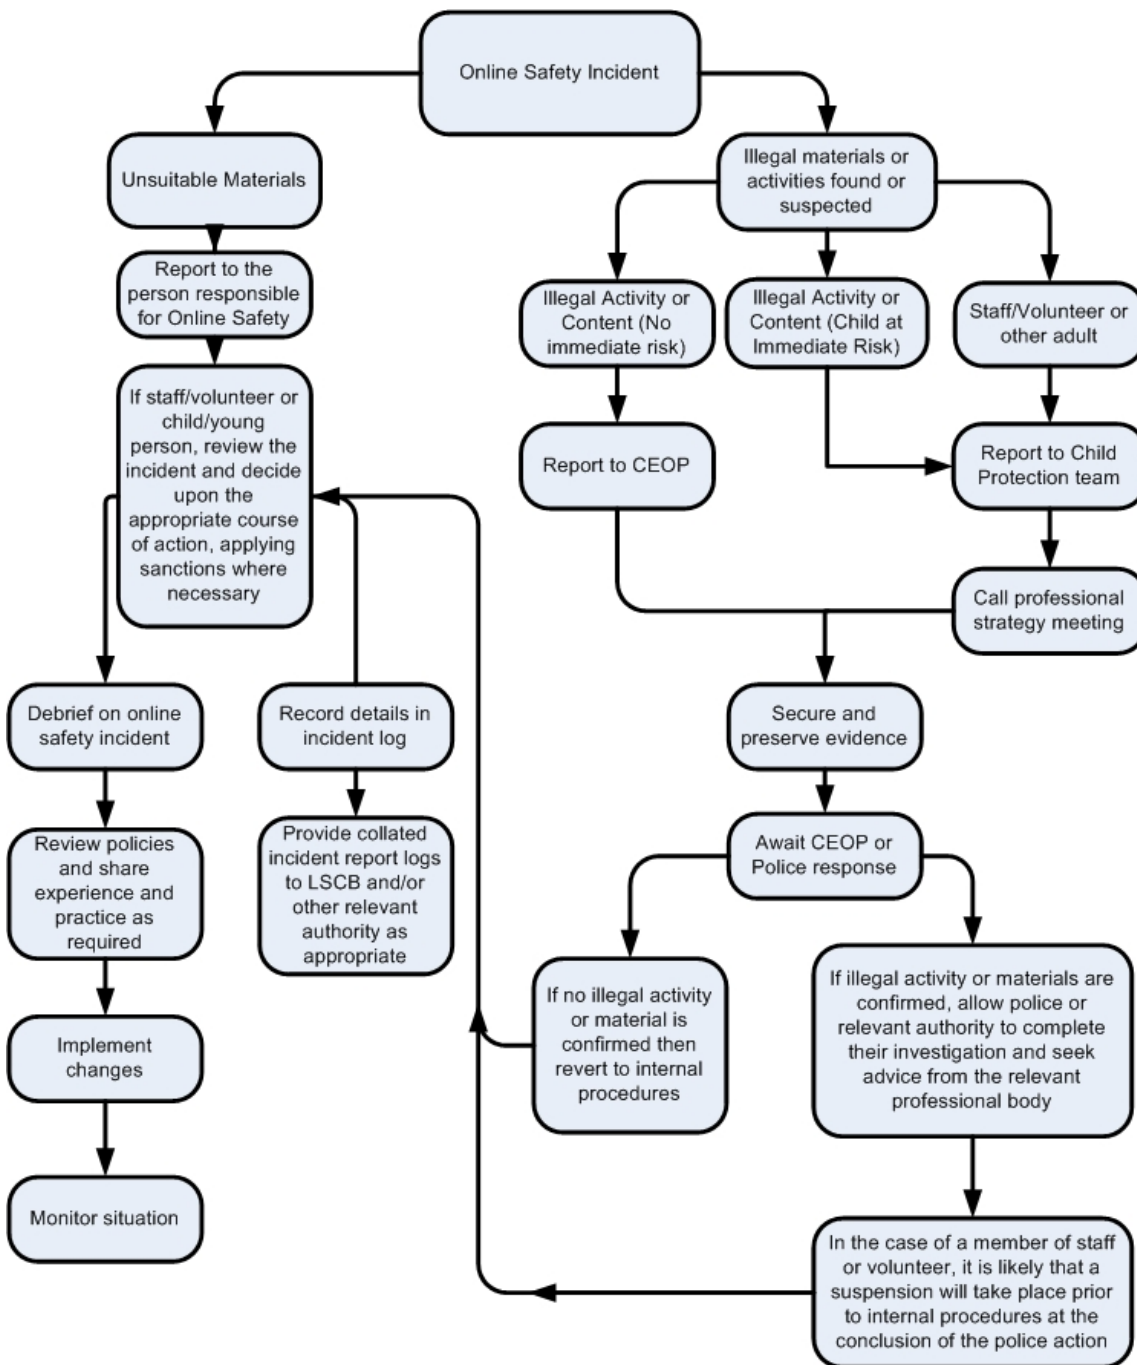 Online Safety Incident
Unsuitable Materials
Illegal materials or
activities found or
suspected
Report to the
person responsible
for Online Safety
Illegal Activity or
Content (No
immediate risk)
Illegal Activity or
Content (Child at
Immediate Risk)
Staff/Volunteer or
other adult
If staff/volunteer or
child/young
person, review the
incident and decide
upon the
appropriate course
of action, applying
sanctions where
necessary
Report to CEOP
Report to Child
Protection team
Call professional
strategy meeting
Debrief on online
safety incident
Record details in
incident log
Secure and
preserve evidence
Review policies
and share
experience and
practice as
required
Provide collated
incident report logs
to LSCB and/or
other relevant
authority as
appropriate
Await CEOP or
Police response
If no illegal activity
or material is
confirmed then
revert to internal
procedures
If illegal activity or materials are
confirmed, allow police or
relevant authority to complete
their investigation and seek
advice from the relevant
professional body
Implement
changes
Monitor situation
In the case of a member of staff
or volunteer, it is likely that a
suspension will take place prior
to internal procedures at the
conclusion of the police action